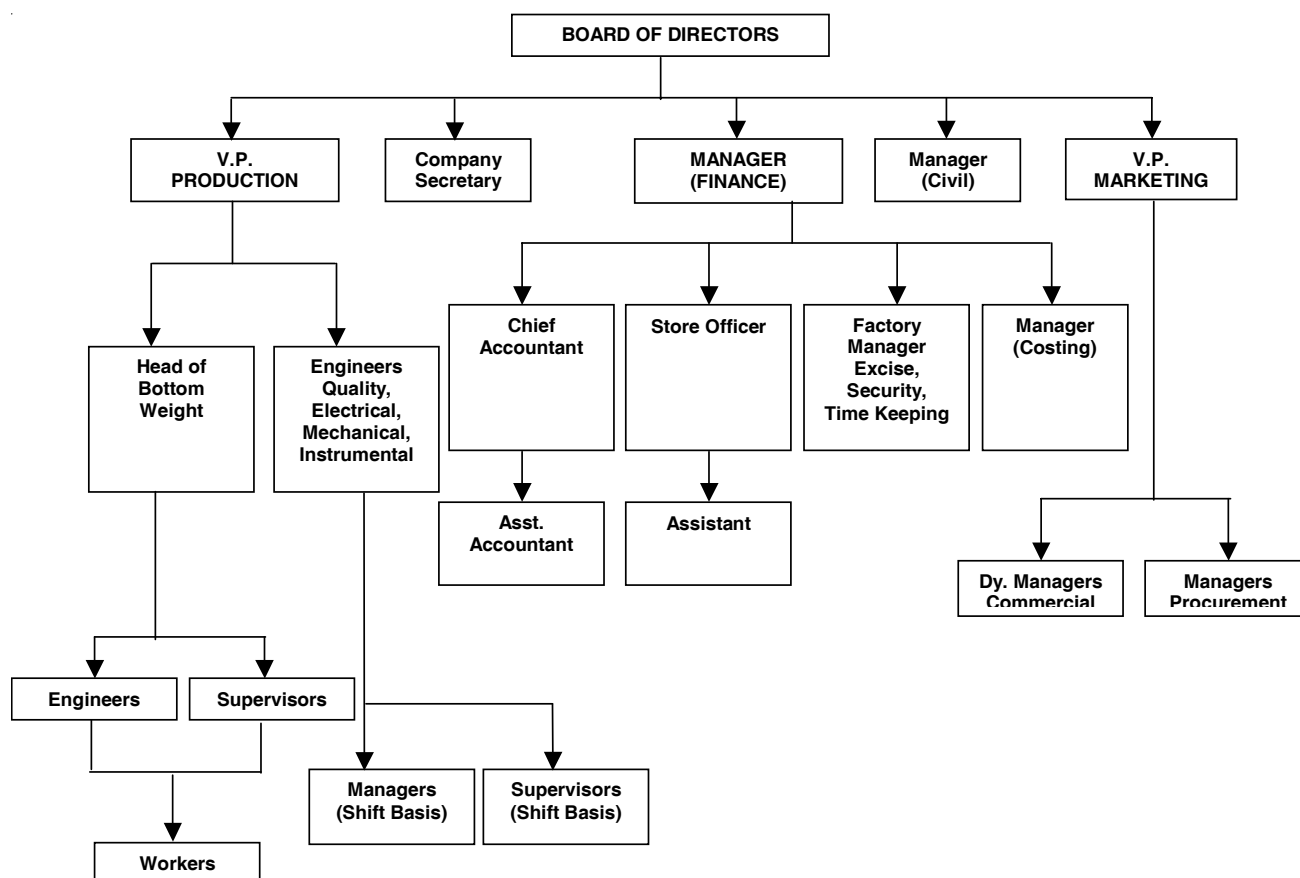 BOARD OF DIRECTORS
V.P.
PRODUCTION
Company
Secretary
MANAGER
(FINANCE)
Manager
(Civil)
V.P.
MARKETING
Head of
Bottom
Weight
Engineers
Quality,
Electrical,
Mechanical,
Instrumental
Chief
Accountant
Store Officer
Factory
Manager
Excise,
Security,
Time Keeping
Manager
(Costing)
Asst.
Accountant
Assistant
Dy. Managers
Commercial
Managers
Procurement
Engineers
Supervisors
Managers
(Shift Basis)
Supervisors
(Shift Basis)
Workers